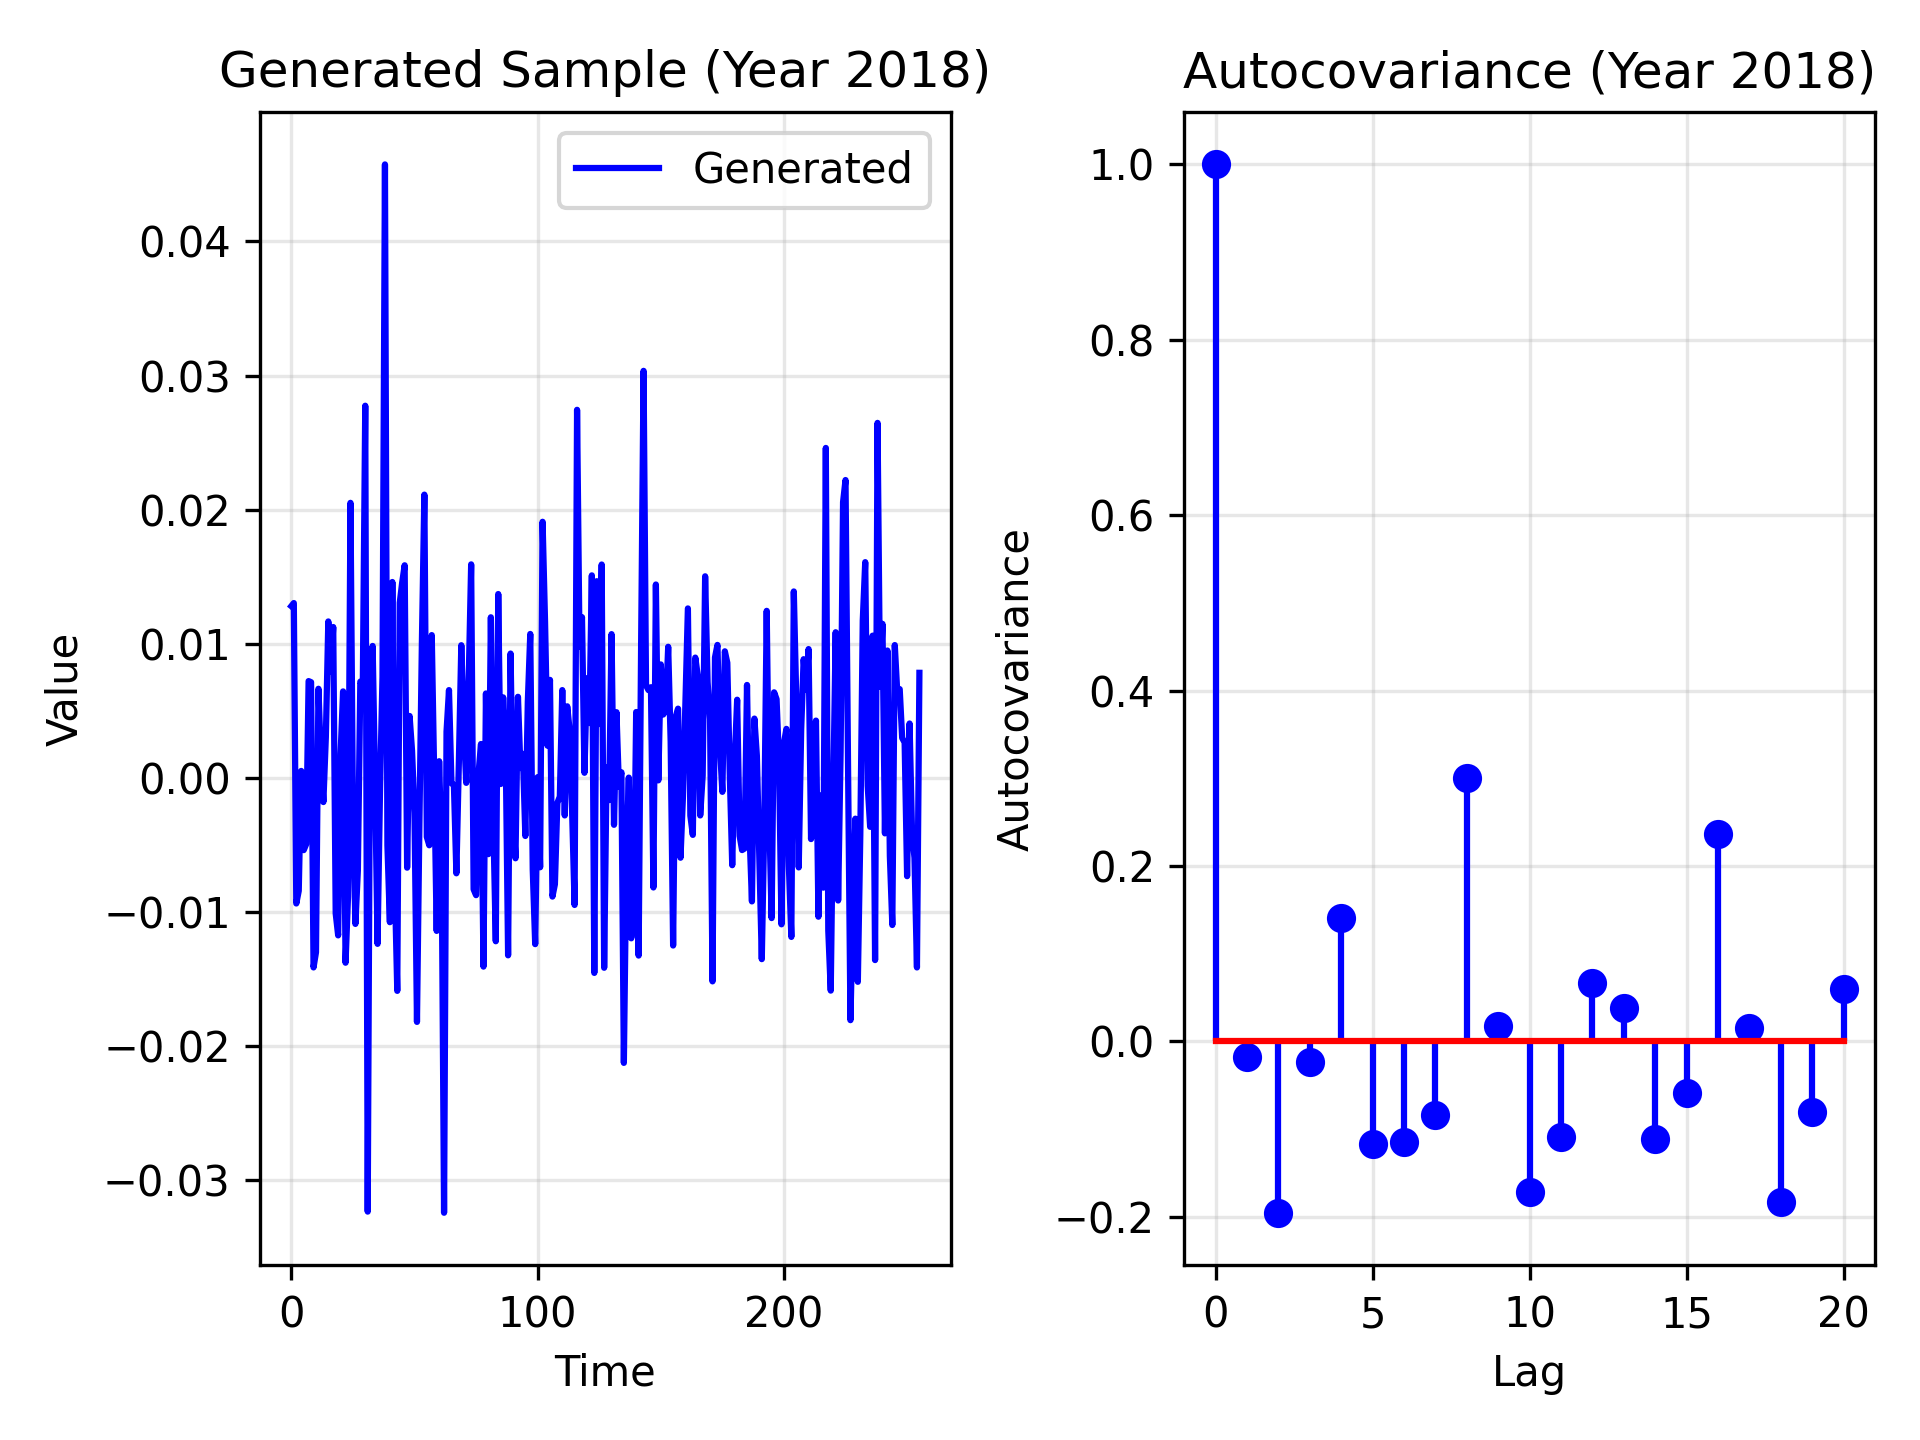 Generated Sample (Year 2018)
Generated
0.04
0.03
0.02
0.01
0.00
−0.01
−0.02
−0.03
Value
0 100 200
Time
Autocovariance (Year 2018)
1.0
0.8
0.6
0.4
0.2
0.0
−0.2
Autocovariance
0 5 10 15 20
Lag